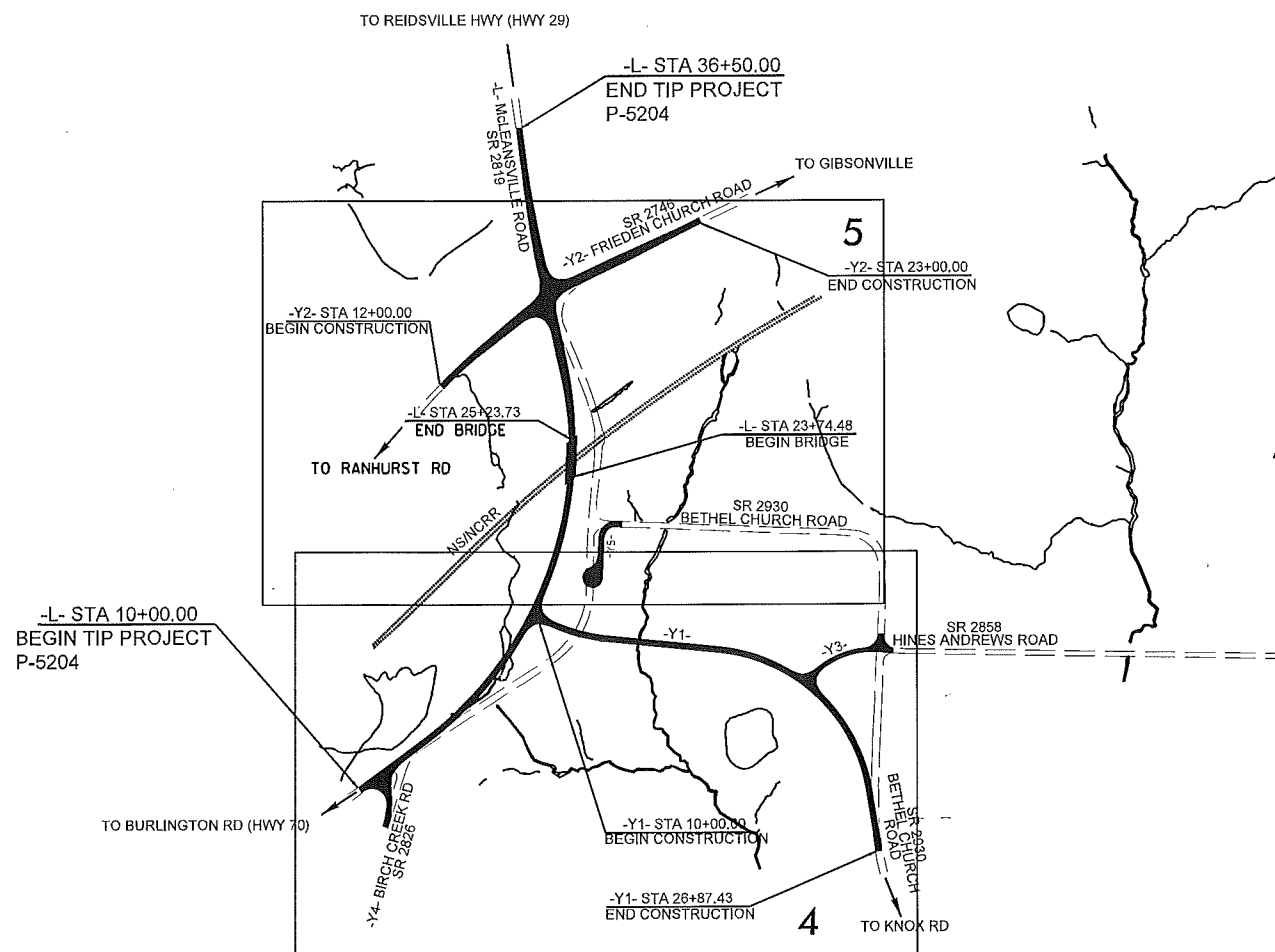 TO REIDSVILLE HWY (HWY 29)
-L- STA 36+50.00
END TIP PROJECT
P-5204
-L- McLEANSVILLE ROAD
SR 2819
TO GIBSONVILLE
SR 2746
-Y2- FRIEDEN CHURCH ROAD
5
-Y2- STA 23+00.00
END CONSTRUCTION
-Y2- STA 12+00.00
BEGIN CONSTRUCTION
-L- STA 25+23.73
END BRIDGE
-L- STA 23+74.48
BEGIN BRIDGE
TO RANHURST RD
NS/NCRR
SR 2930
BETHEL CHURCH ROAD
-Y5-
-L- STA 10+00.00
BEGIN TIP PROJECT
P-5204
-Y1-
-Y3-
SR 2858
HINES ANDREWS ROAD
TO BURLINGTON RD (HWY 70)
-Y4- BIRCH CREEK RD
SR 2826
-Y1- STA 10+00.00
BEGIN CONSTRUCTION
SR 2930
BETHEL CHURCH
ROAD
-Y1- STA 26+87.43
END CONSTRUCTION
4
TO KNOX RD